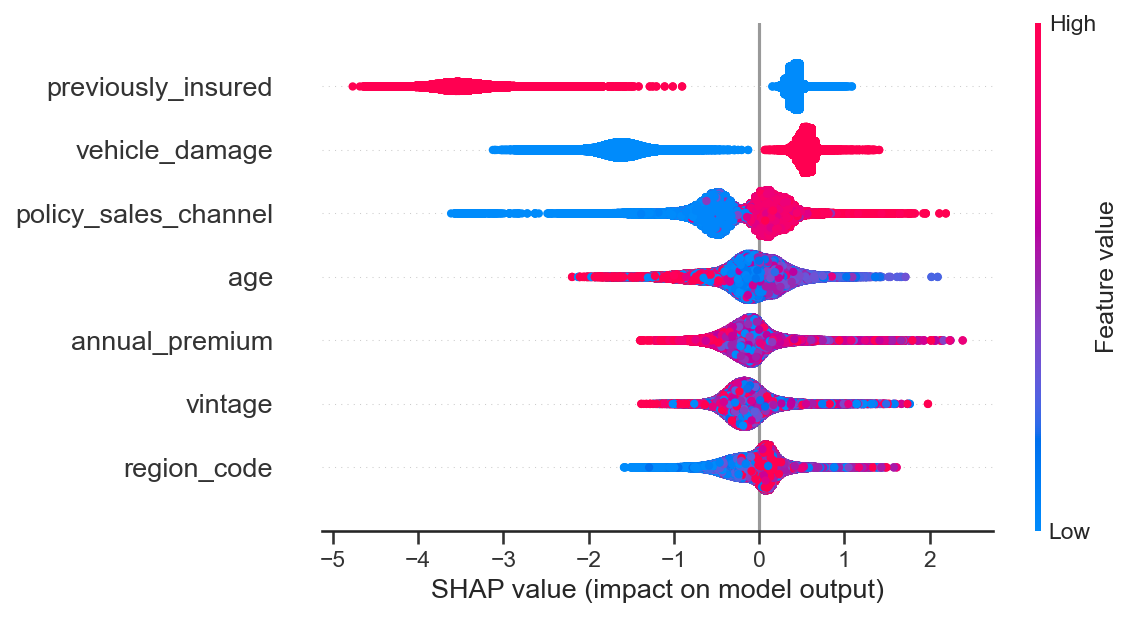 High
previously_insured
vehicle_damage
policy_sales_channel
age
annual_premium
vintage
region_code
Feature value
Low
−5 −4 −3 −2 −1 0 1 2
SHAP value (impact on model output)